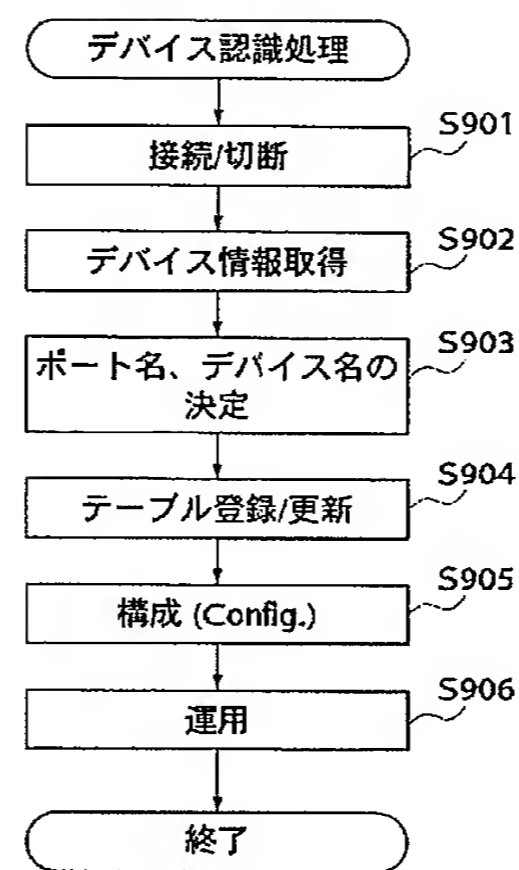 デバイス認識処理
S901
接続/切断
S902
デバイス情報取得
S903
ポート名、デバイス名の
決定
S904
テーブル登録/更新
S905
構成 (Config.)
S906
運用
終了